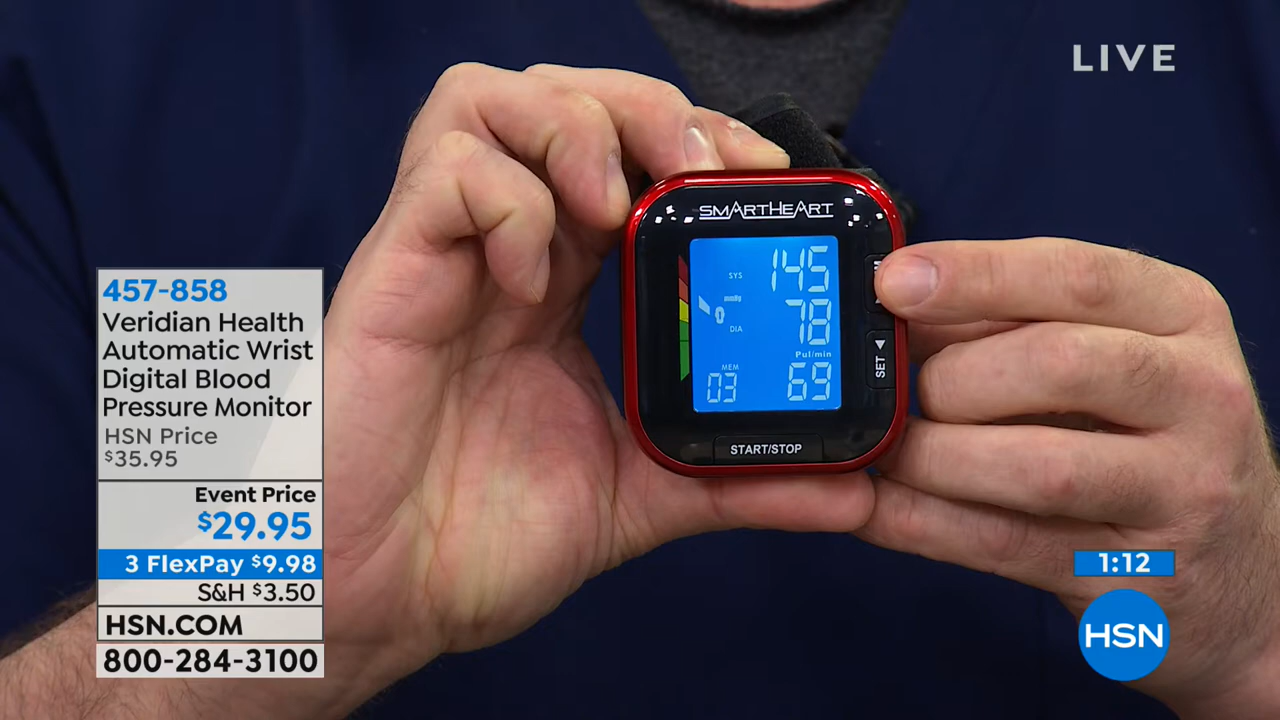 LIVE
457-858
Veridian Health
Automatic Wrist
Digital Blood
Pressure Monitor
HSN Price
$35.95
Event Price
$29.95
3 FlexPay $9.98
S&H $3.50
HSN.COM
800-284-3100
SMARTHEART
SYS 145
mmHg
DIA 78
Pul/min
MEM
03 69
SET
START/STOP
1:12
HSN